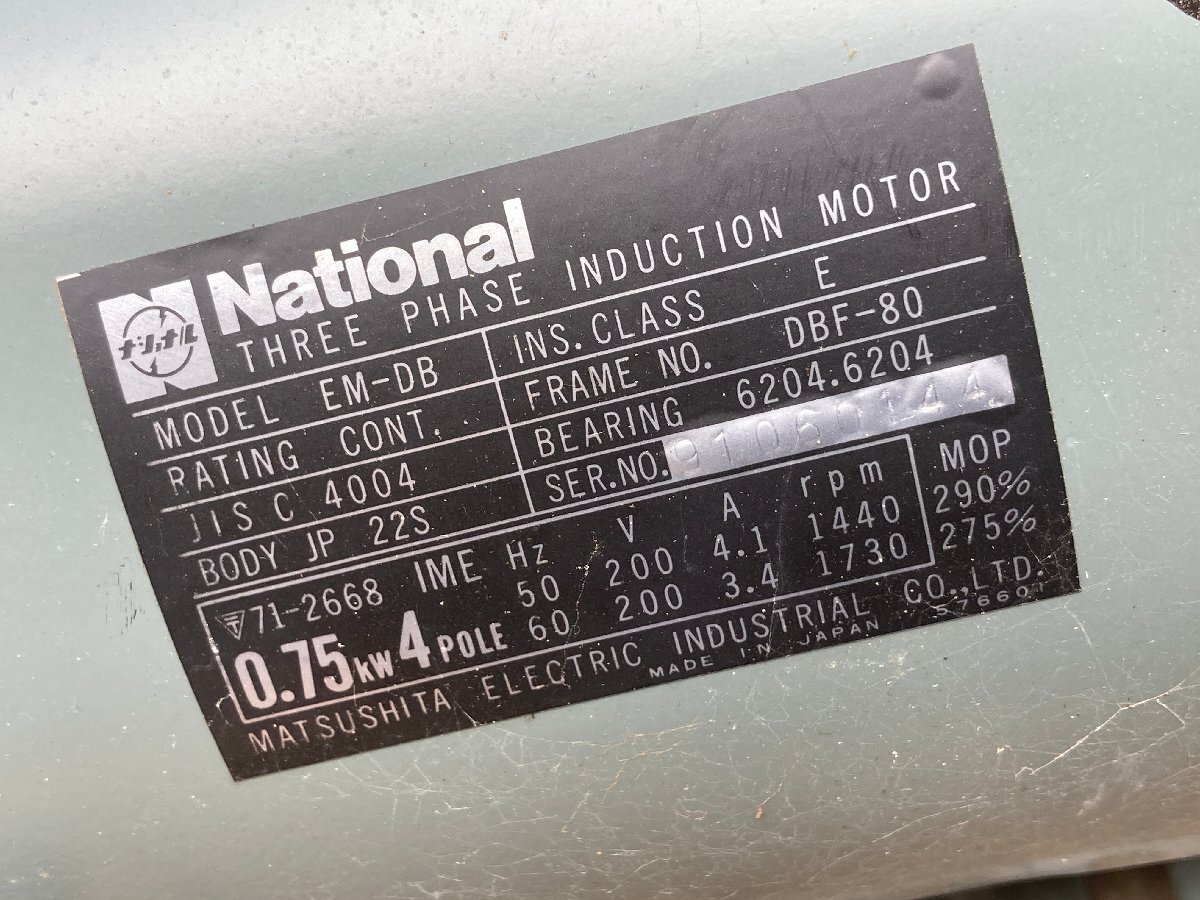 ナショナル
National
THREE PHASE INDUCTION MOTOR
MODEL EM-DB INS. CLASS E
RATING CONT. FRAME NO. DBF-80
JIS C 4004 BEARING 6204.6204
BODY JP 22S SER.NO. 91060144
▽〒71-2668 IME Hz V A rpm MOP
50 200 4.1 1440 290%
0.75kW 4 POLE 60 200 3.4 1730 275%
MATSUSHITA ELECTRIC INDUSTRIAL CO.,LTD.
MADE IN JAPAN